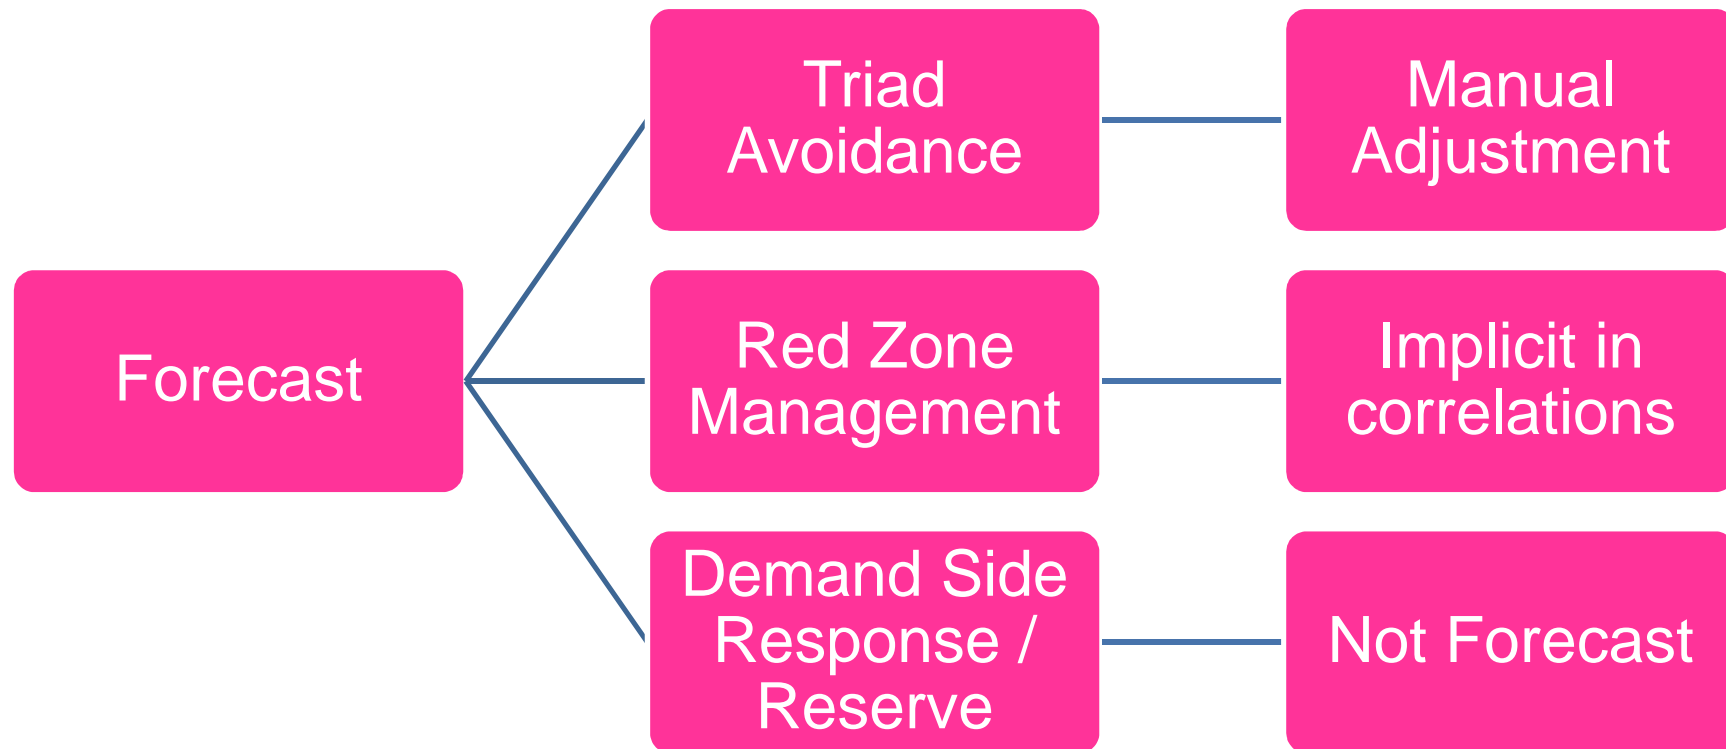 Triad
Avoidance
Manual
Adjustment
Forecast
Red Zone
Management
Implicit in
correlations
Demand Side
Response /
Reserve
Not Forecast